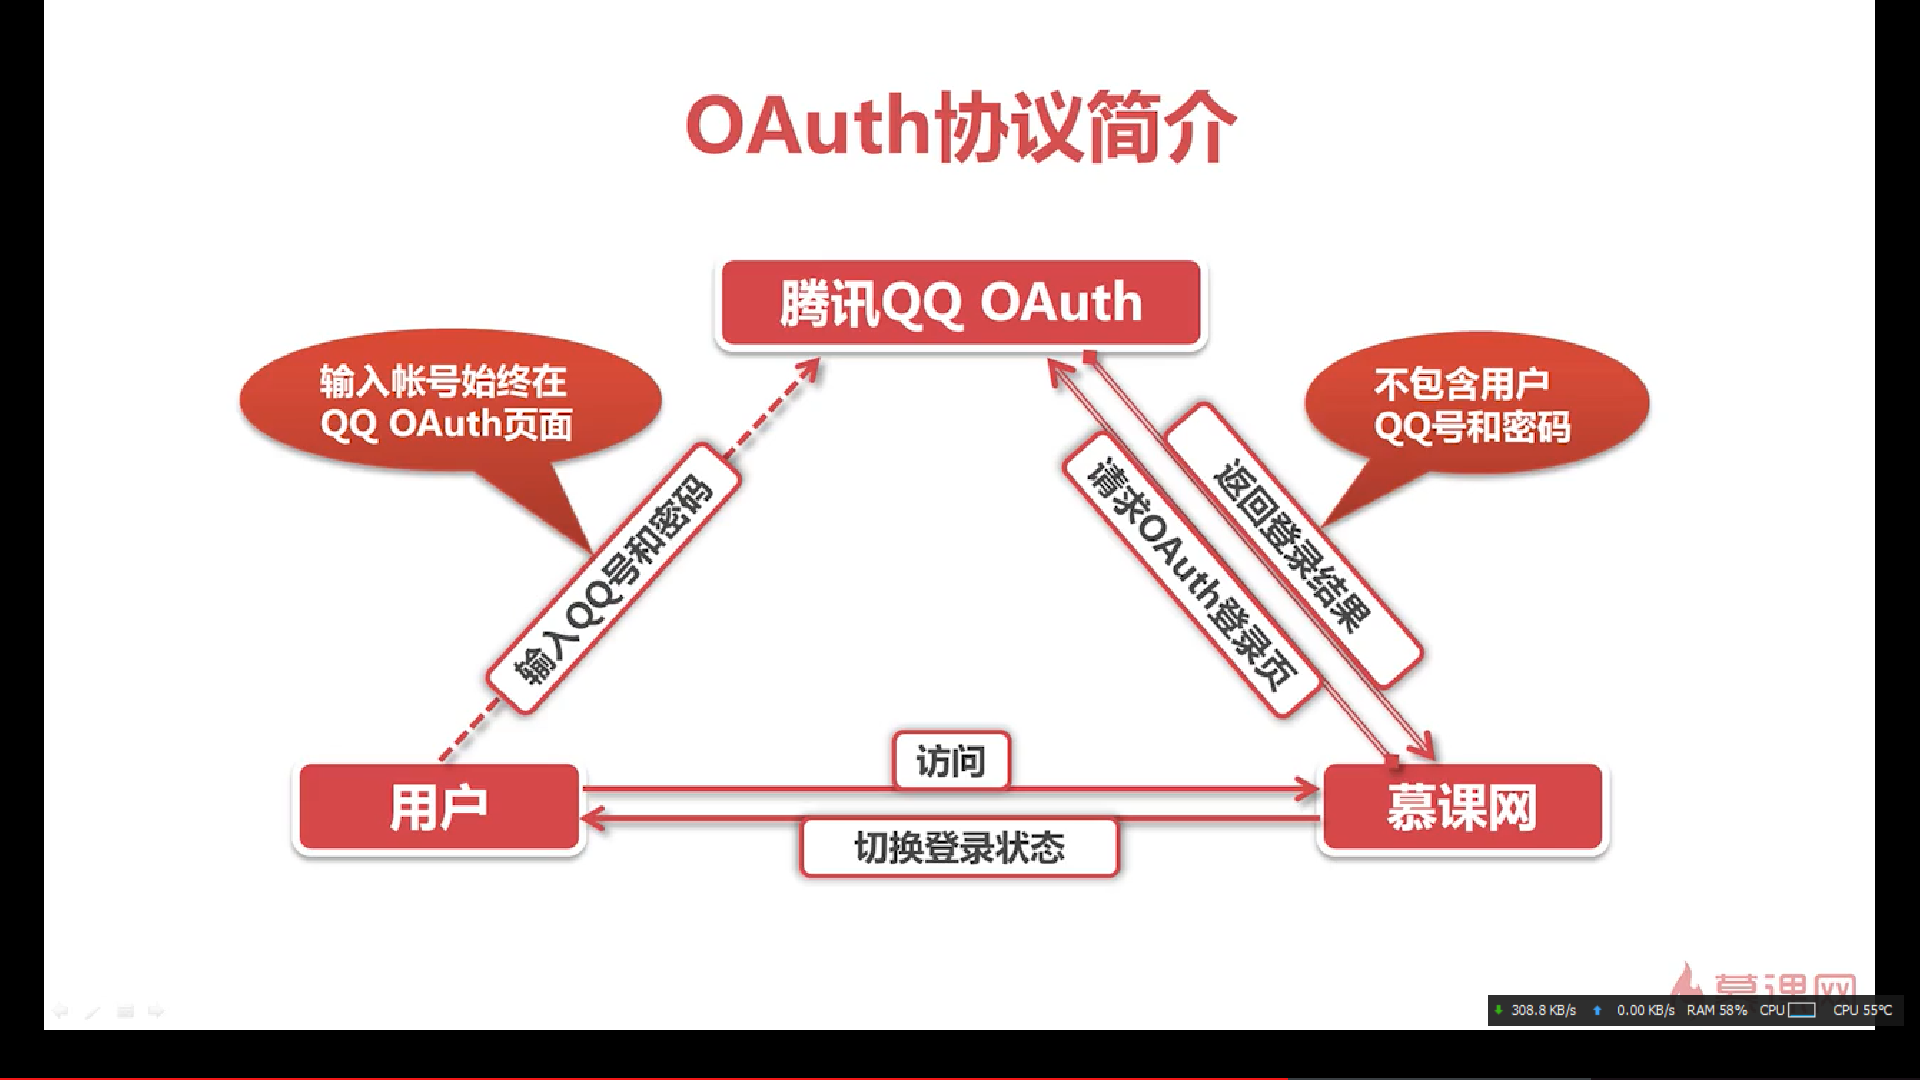 OAuth协议简介
腾讯QQ OAuth
输入帐号始终在
QQ OAuth页面
不包含用户
QQ号和密码
输入QQ号和密码
请求OAuth登录页
返回登录结果
访问
用户
慕课网
切换登录状态
慕课网
308.8 KB/s 0.00 KB/s RAM 58% CPU CPU 55℃